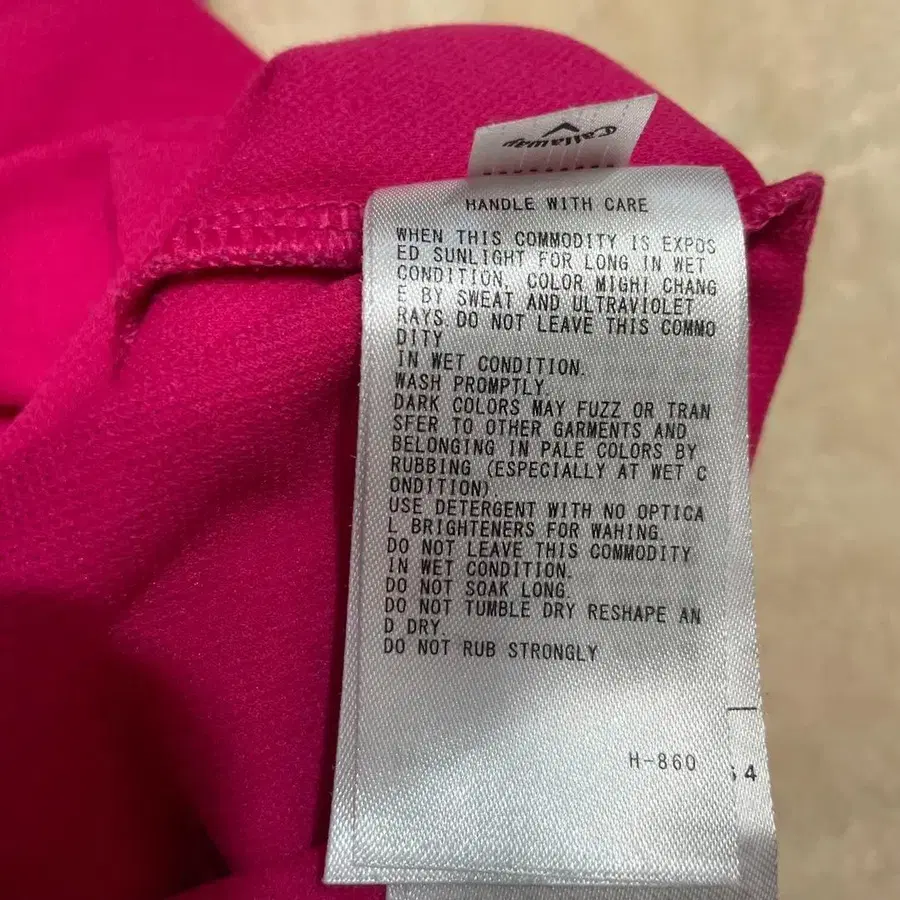 Callaway
HANDLE WITH CARE
WHEN THIS COMMODITY IS EXPOS
ED SUNLIGHT FOR LONG IN WET
CONDITION, COLOR MIGHI CHANG
E BY SWEAT AND ULTRAVIOLET
RAYS DO NOT LEAVE THIS COMMO
DITY
IN WET CONDITION.
WASH PROMPTLY.
DARK COLORS MAY FUZZ OR TRAN
SFER TO OTHER GARMENTS AND
BELONGING IN PALE COLORS BY
RUBBING (ESPECIALLY AT WET C
ONDITION)
USE DETERGENT WITH NO OPTICA
L BRIGHTENERS FOR WAHING.
DO NOT LEAVE THIS COMMODITY
IN WET CONDITION.
DO NOT SOAK LONG.
DO NOT TUMBLE DRY RESHAPE AN
D DRY.
DO NOT RUB STRONGLY
H-860
4